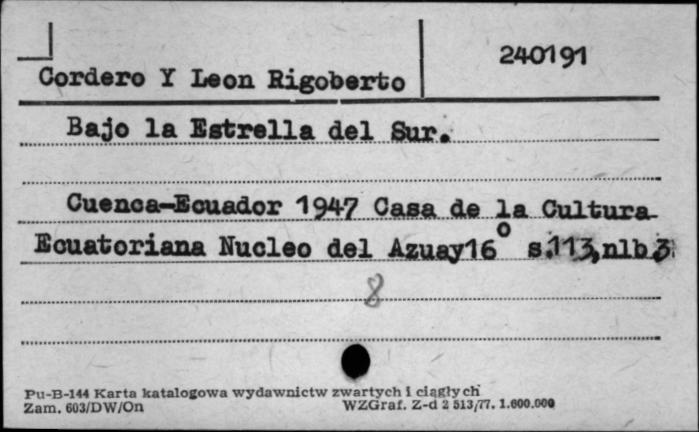 240191
Cordero Y Leon Rigoberto
Bajo la Estrella del Sur.
Cuenca-Ecuador 1947 Casa de la Cultura
Ecuatoriana Nucleo del Azuay16° s.113,nlb.3
8
Pu-B-144 Karta katalogowa wydawnictw zwartych i ciągłych
Zam. 603/DW/On WZGraf. Z-d 2 513/77. 1.600.000